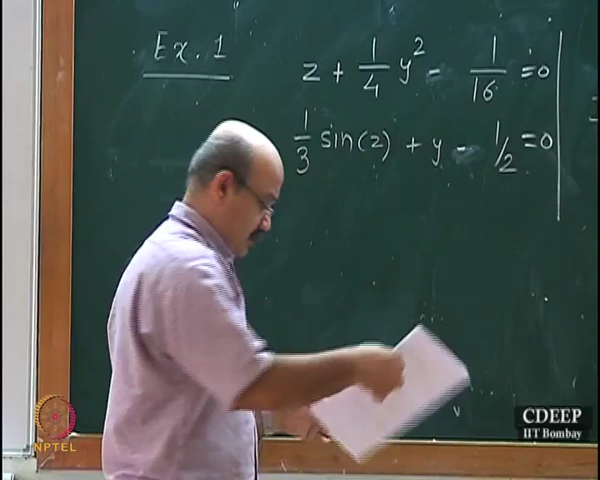 Ex. 1
z + 1/4 y² - 1/16 = 0
1/3 sin(z) + y - 1/2 = 0
NPTEL
CDEEP
IIT Bombay